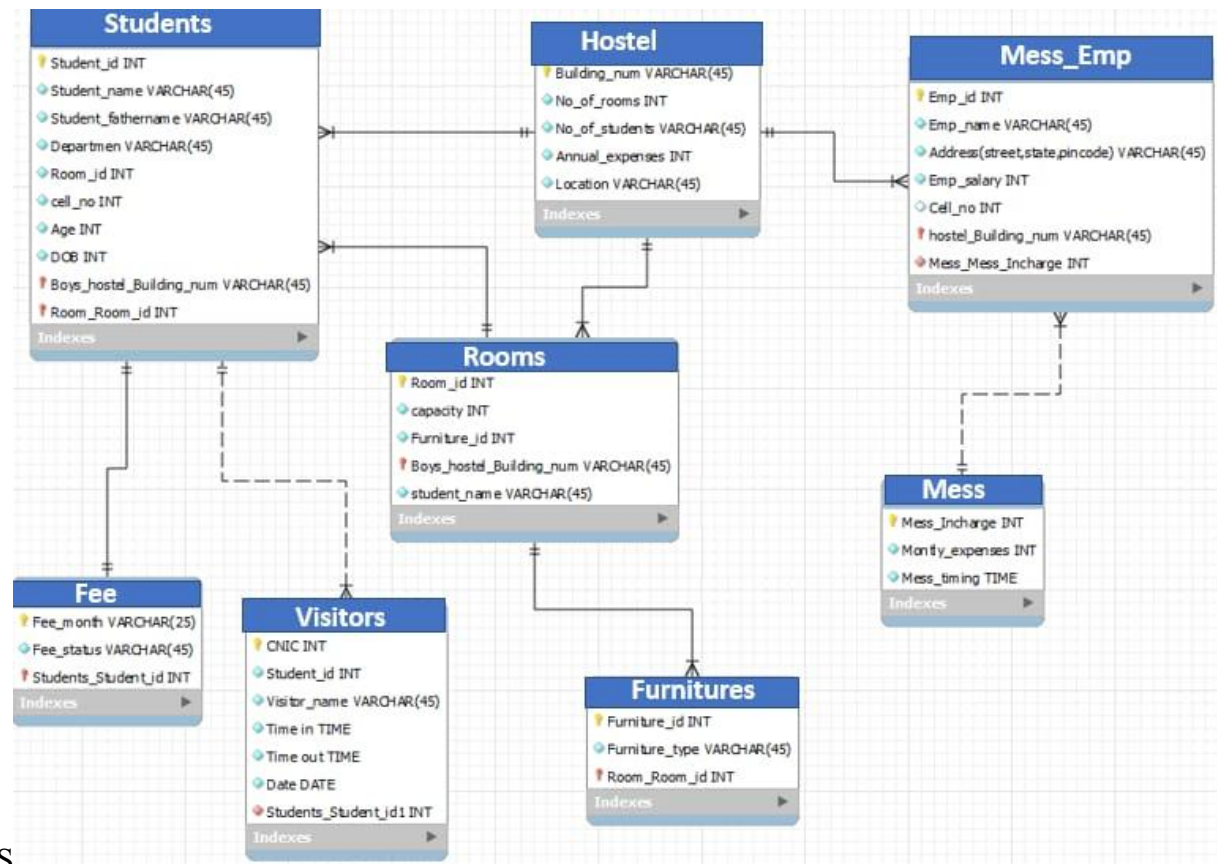 Students
Student_id INT
Student_name VARCHAR(45)
Student_fathername VARCHAR(45)
Departmen VARCHAR(45)
Room_id INT
cell_no INT
Age INT
DOB INT
Boys_hostel_Building_num VARCHAR(45)
Room_Room_id INT
Indexes
Hostel
Building_num VARCHAR(45)
No_of_rooms INT
No_of_students VARCHAR(45)
Annual_expenses INT
Location VARCHAR(45)
Indexes
Mess_Emp
Emp_id INT
Emp_name VARCHAR(45)
Address(street,state,pincode) VARCHAR(45)
Emp_salary INT
Cell_no INT
hostel_Building_num VARCHAR(45)
Mess_Mess_Incharge INT
Indexes
Rooms
Room_id INT
capacity INT
Furniture_id INT
Boys_hostel_Building_num VARCHAR(45)
student_name VARCHAR(45)
Indexes
Mess
Mess_Incharge INT
Montly_expenses INT
Mess_timing TIME
Indexes
Fee
Fee_month VARCHAR(25)
Fee_status VARCHAR(45)
Students_Student_id INT
Indexes
Visitors
CNIC INT
Student_id INT
Visitor_name VARCHAR(45)
Time in TIME
Time out TIME
Date DATE
Students_Student_id1 INT
Indexes
Furnitures
Furniture_id INT
Furniture_type VARCHAR(45)
Room_Room_id INT
Indexes
S